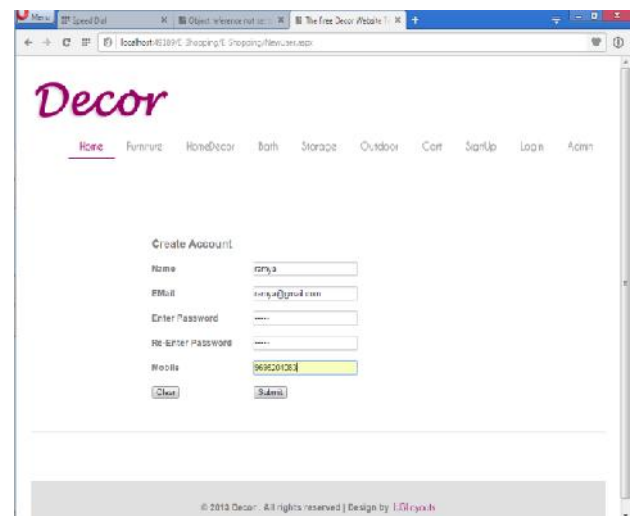 Menu Speed Dial Object reference not set The Free Decor Website
localhost:49389/E Shopping/E Shopping/Newuser.aspx
Decor
Home Furniture HomeDecor Bath Storage Outdoor Cart SignUp Login Admin
Create Account
Name ramya
EMail ramya@gmail.com
Enter Password
Re-Enter Password
Mobile
Clear Submit
© 2013 Decor . All rights reserved | Design by